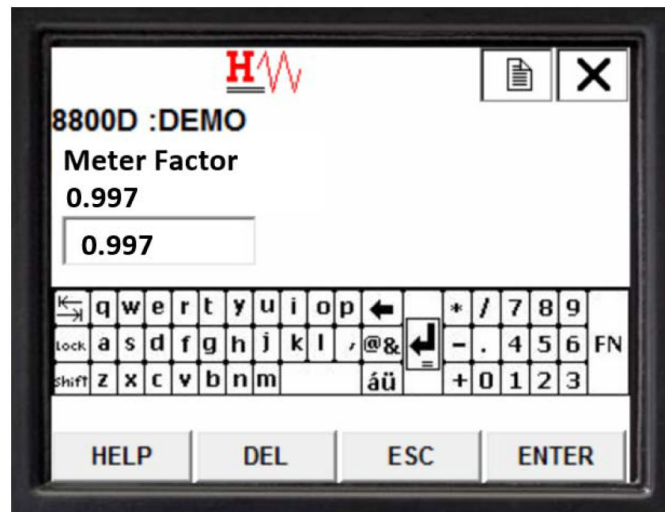 H
8800D :DEMO
Meter Factor
0.997
0.997
q w e r t y u i o p * / 7 8 9
Lock a s d f g h j k l , @& - . 4 5 6 FN
shift z x c v b n m áü = + 0 1 2 3
HELP DEL ESC ENTER